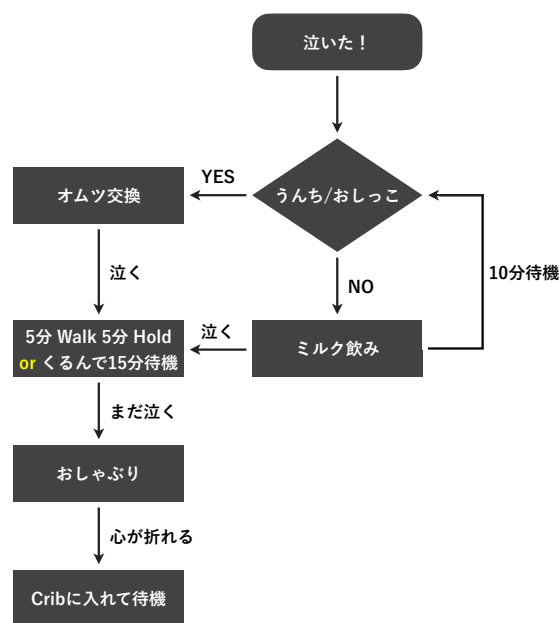 泣いた！
YES
オムツ交換
うんち/おしっこ
10分待機
泣く
NO
5分 Walk 5分 Hold
or くるんで15分待機
泣く
ミルク飲み
まだ泣く
おしゃぶり
心が折れる
Cribに入れて待機